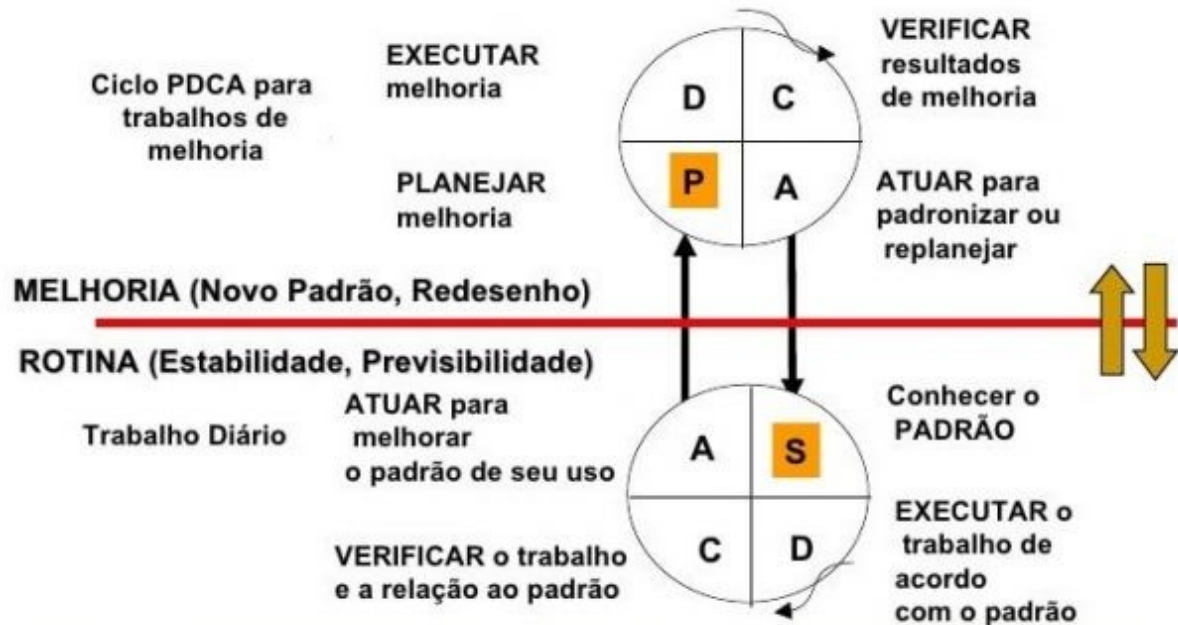 Ciclo PDCA para
trabalhos de
melhoria
EXECUTAR
melhoria
PLANEJAR
melhoria
D
C
P
A
VERIFICAR
resultados
de melhoria
ATUAR para
padronizar ou
replanejar
MELHORIA (Novo Padrão, Redesenho)
ROTINA (Estabilidade, Previsibilidade)
Trabalho Diário
ATUAR para
melhorar
o padrão de seu uso
VERIFICAR o trabalho
e a relação ao padrão
A
S
C
D
Conhecer o
PADRÃO
EXECUTAR o
trabalho de
acordo
com o padrão